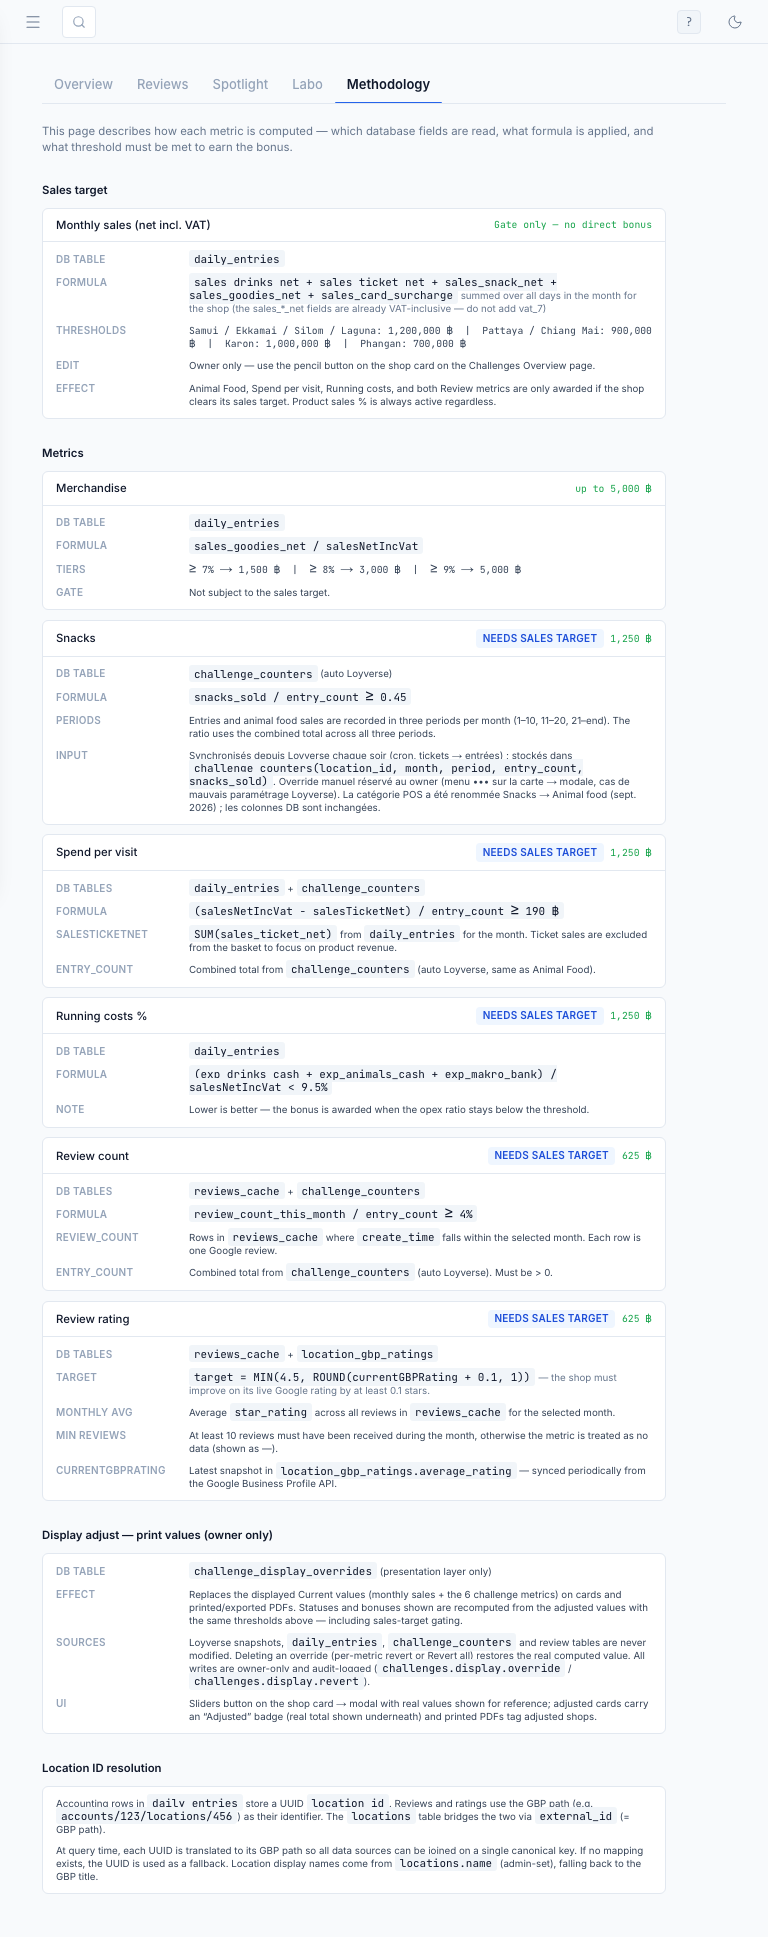 ?
Overview Reviews Spotlight Labo Methodology
This page describes how each metric is computed — which database fields are read, what formula is applied, and
what threshold must be met to earn the bonus.
Sales target
Monthly sales (net incl. VAT) Gate only — no direct bonus
DB TABLE daily_entries
FORMULA sales drinks net + sales ticket net + sales_snack_net +
sales_goodies_net + sales_card_surcharge summed over all days in the month for
the shop (the sales_*_net fields are already VAT-inclusive — do not add vat_7)
THRESHOLDS Samui / Ekkamai / Silom / Laguna: 1,200,000 ฿ | Pattaya / Chiang Mai: 900,000
฿ | Karon: 1,000,000 ฿ | Phangan: 700,000 ฿
EDIT Owner only — use the pencil button on the shop card on the Challenges Overview page.
EFFECT Animal Food, Spend per visit, Running costs, and both Review metrics are only awarded if the shop
clears its sales target. Product sales % is always active regardless.
Metrics
Merchandise up to 5,000 ฿
DB TABLE daily_entries
FORMULA sales_goodies_net / salesNetIncVat
TIERS ≥ 7% → 1,500 ฿ | ≥ 8% → 3,000 ฿ | ≥ 9% → 5,000 ฿
GATE Not subject to the sales target.
Snacks NEEDS SALES TARGET 1,250 ฿
DB TABLE challenge_counters (auto Loyverse)
FORMULA snacks_sold / entry_count ≥ 0.45
PERIODS Entries and animal food sales are recorded in three periods per month (1–10, 11–20, 21–end). The
ratio uses the combined total across all three periods.
INPUT Synchronisés depuis Loyverse chaque soir (cron, tickets → entrées) ; stockés dans
challenge counters(location_id, month, period, entry_count,
snacks_sold) . Override manuel réservé au owner (menu ••• sur la carte → modale, cas de
mauvais paramétrage Loyverse). La catégorie POS a été renommée Snacks → Animal food (sept.
2026) ; les colonnes DB sont inchangées.
Spend per visit NEEDS SALES TARGET 1,250 ฿
DB TABLES daily_entries + challenge_counters
FORMULA (salesNetIncVat - salesTicketNet) / entry_count ≥ 190 ฿
SALESTICKETNET SUM(sales_ticket_net) from daily_entries for the month. Ticket sales are excluded
from the basket to focus on product revenue.
ENTRY_COUNT Combined total from challenge_counters (auto Loyverse, same as Animal Food).
Running costs % NEEDS SALES TARGET 1,250 ฿
DB TABLE daily_entries
FORMULA (exp drinks cash + exp_animals_cash + exp_makro_bank) /
salesNetIncVat < 9.5%
NOTE Lower is better — the bonus is awarded when the opex ratio stays below the threshold.
Review count NEEDS SALES TARGET 625 ฿
DB TABLES reviews_cache + challenge_counters
FORMULA review_count_this_month / entry_count ≥ 4%
REVIEW_COUNT Rows in reviews_cache where create_time falls within the selected month. Each row is
one Google review.
ENTRY_COUNT Combined total from challenge_counters (auto Loyverse). Must be > 0.
Review rating NEEDS SALES TARGET 625 ฿
DB TABLES reviews_cache + location_gbp_ratings
TARGET target = MIN(4.5, ROUND(currentGBPRating + 0.1, 1)) — the shop must
improve on its live Google rating by at least 0.1 stars.
MONTHLY AVG Average star_rating across all reviews in reviews_cache for the selected month.
MIN REVIEWS At least 10 reviews must have been received during the month, otherwise the metric is treated as no
data (shown as —).
CURRENTGBPRATING Latest snapshot in location_gbp_ratings.average_rating — synced periodically from
the Google Business Profile API.
Display adjust — print values (owner only)
DB TABLE challenge_display_overrides (presentation layer only)
EFFECT Replaces the displayed Current values (monthly sales + the 6 challenge metrics) on cards and
printed/exported PDFs. Statuses and bonuses shown are recomputed from the adjusted values with
the same thresholds above — including sales-target gating.
SOURCES Loyverse snapshots, daily_entries , challenge_counters and review tables are never
modified. Deleting an override (per-metric revert or Revert all) restores the real computed value. All
writes are owner-only and audit-logged ( challenges.display.override /
challenges.display.revert ).
UI Sliders button on the shop card → modal with real values shown for reference; adjusted cards carry
an “Adjusted” badge (real total shown underneath) and printed PDFs tag adjusted shops.
Location ID resolution
Accounting rows in daily entries store a UUID location id . Reviews and ratings use the GBP path (e.g.
accounts/123/locations/456 ) as their identifier. The locations table bridges the two via external_id (=
GBP path).
At query time, each UUID is translated to its GBP path so all data sources can be joined on a single canonical key. If no mapping
exists, the UUID is used as a fallback. Location display names come from locations.name (admin-set), falling back to the
GBP title.